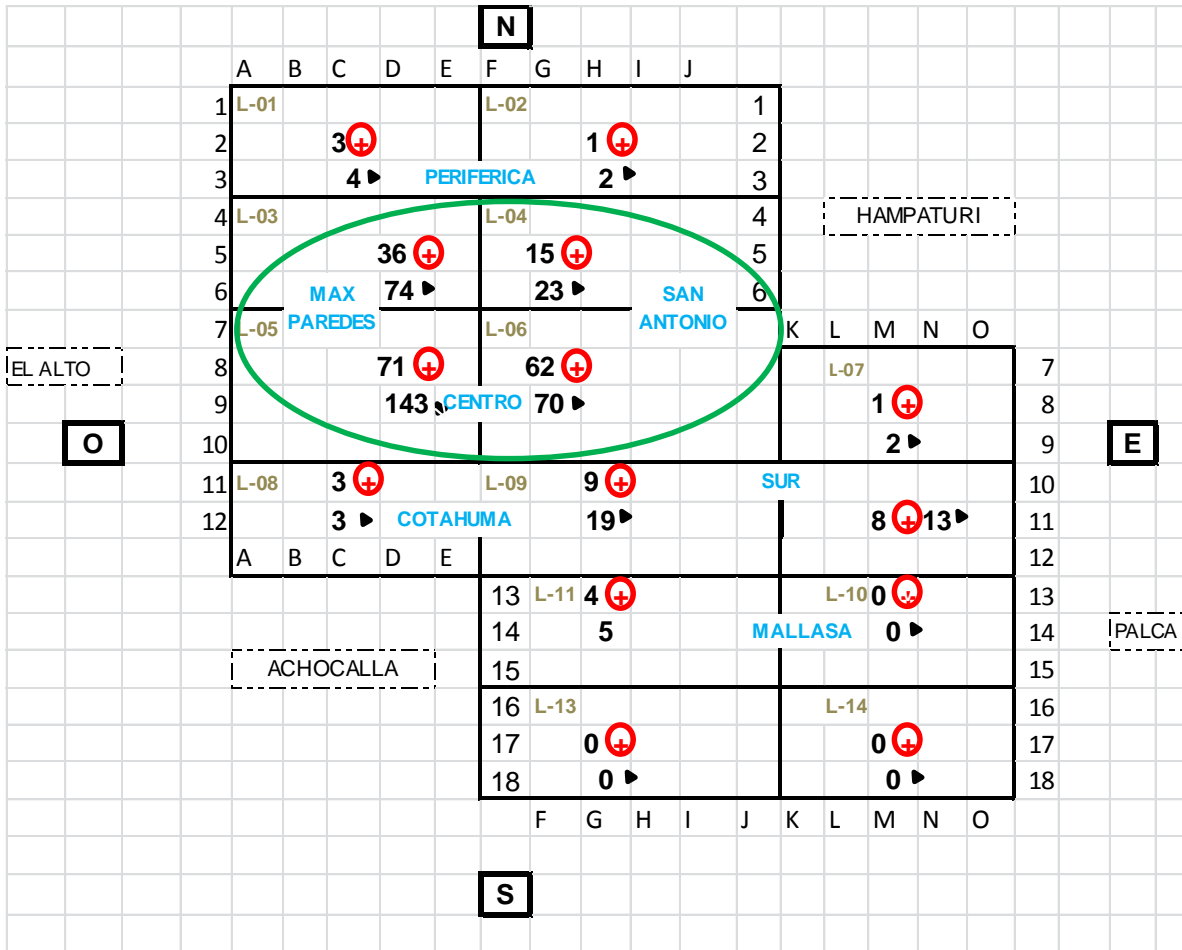 N
A B C D E F G H I J
1 L-01 L-02 1
2 3 1 2
3 4 PERIFERICA 2 3
4 L-03 L-04 4
HAMPATURI
5 36 15 5
6 74 23 6
MAX PAREDES
SAN ANTONIO
7 L-05 L-06 K L M N O
EL ALTO
8 71 62 L-07 7
9 143 CENTRO 70 1 8
O
10 2 9
E
11 L-08 3 L-09 9 SUR 10
12 3 COTAHUMA 19 8 13 11
A B C D E 12
13 L-11 4 L-10 0 13
14 5 MALLASA 0 14
PALCA
ACHOCALLA
15 15
16 L-13 L-14 16
17 0 0 17
18 0 0 18
F G H I J K L M N O
S